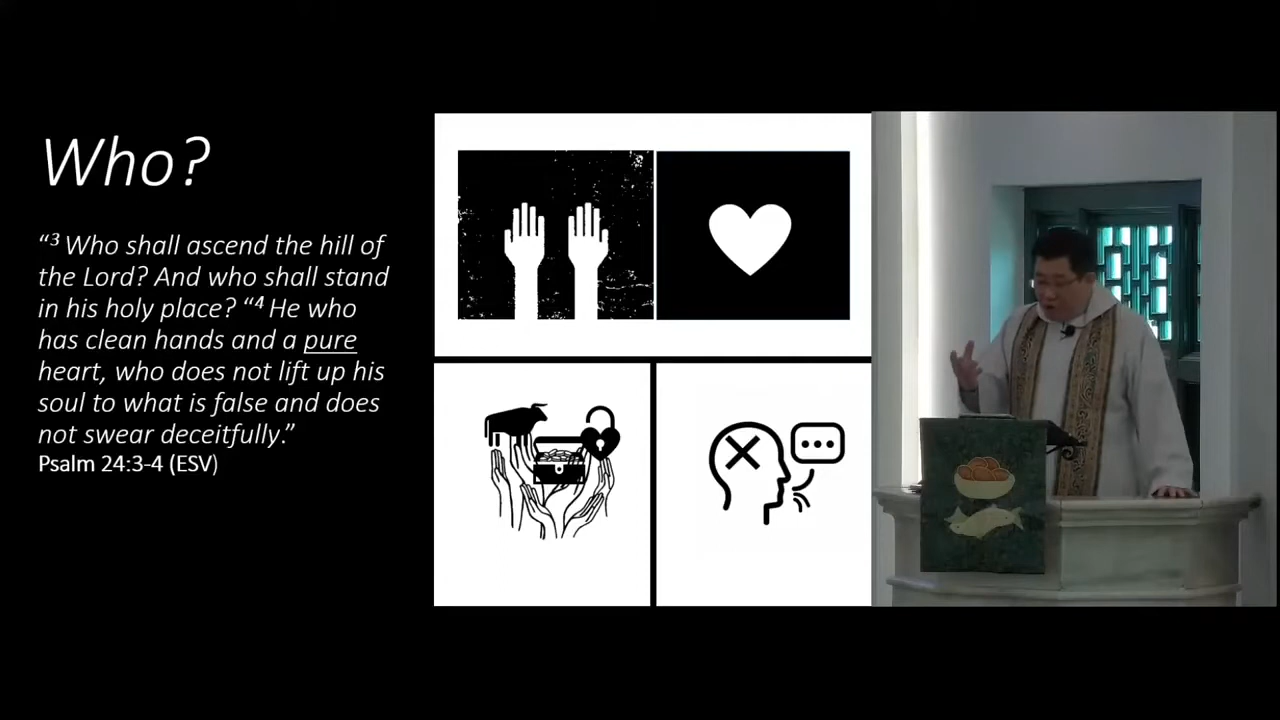 Who?
“3 Who shall ascend the hill of
the Lord? And who shall stand
in his holy place? “4 He who
has clean hands and a pure
heart, who does not lift up his
soul to what is false and does
not swear deceitfully.”
Psalm 24:3-4 (ESV)